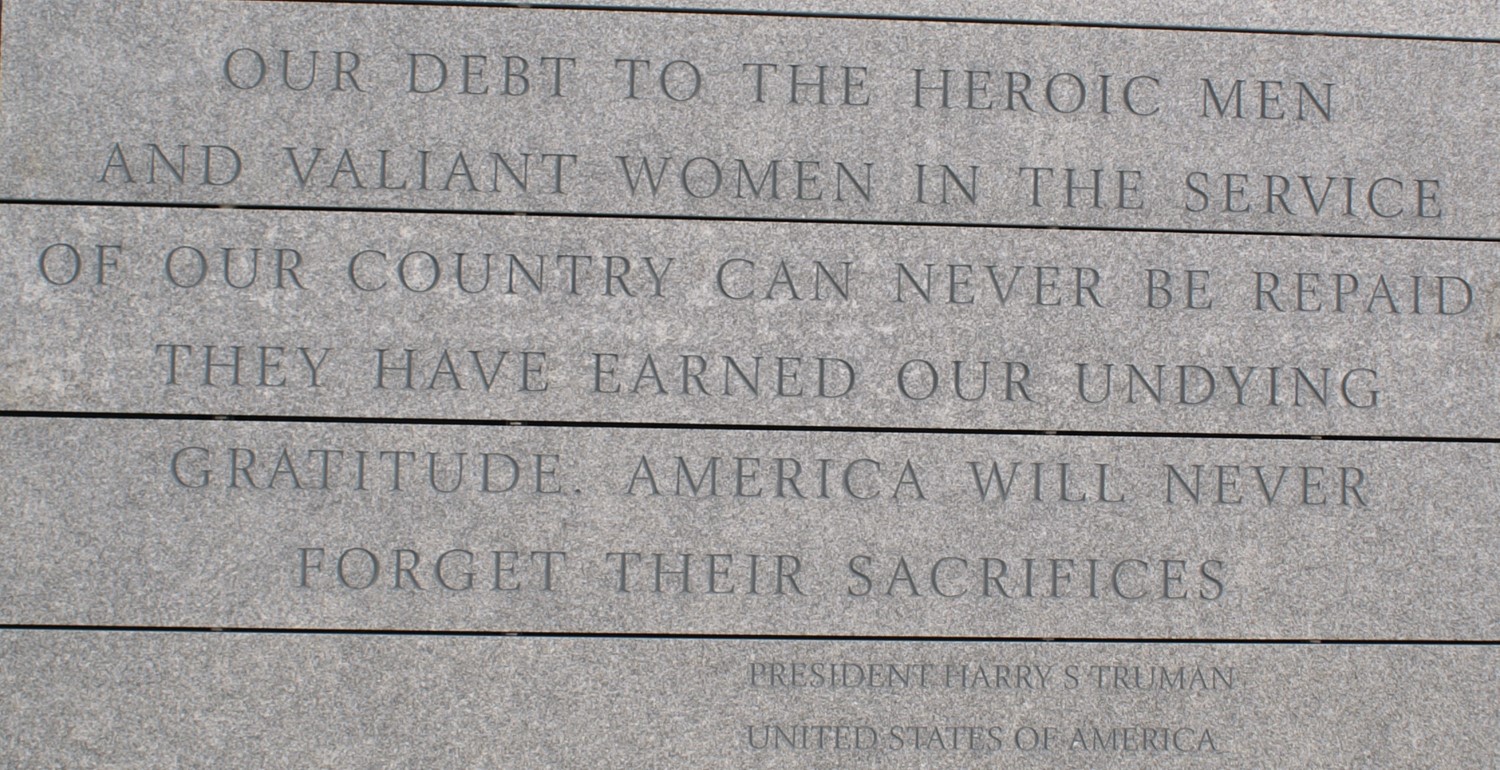 OUR DEBT TO THE HEROIC MEN
AND VALIANT WOMEN IN THE SERVICE
OF OUR COUNTRY CAN NEVER BE REPAID
THEY HAVE EARNED OUR UNDYING
GRATITUDE. AMERICA WILL NEVER
FORGET THEIR SACRIFICES
PRESIDENT HARRY S TRUMAN
UNITED STATES OF AMERICA